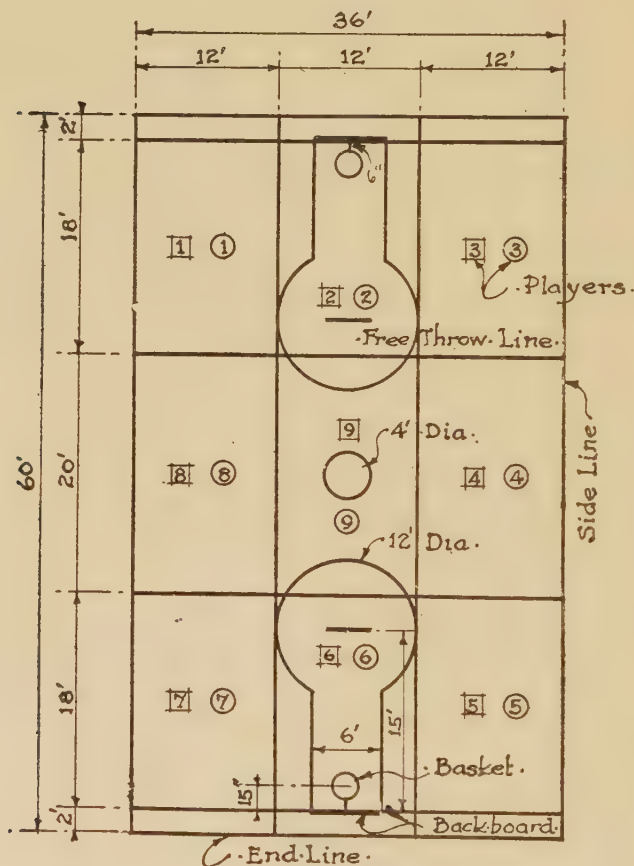 36'
12' 12' 12'
2'
6"
18'
1 1
3 3
Players.
2 2
Free Throw Line.
9
4' Dia.
60'
20'
8 8
4 4
Side Line
9
12' Dia.
6 6
18'
7 7
5 5
15'
6'
Basket.
15"
2'
Backboard
End Line.